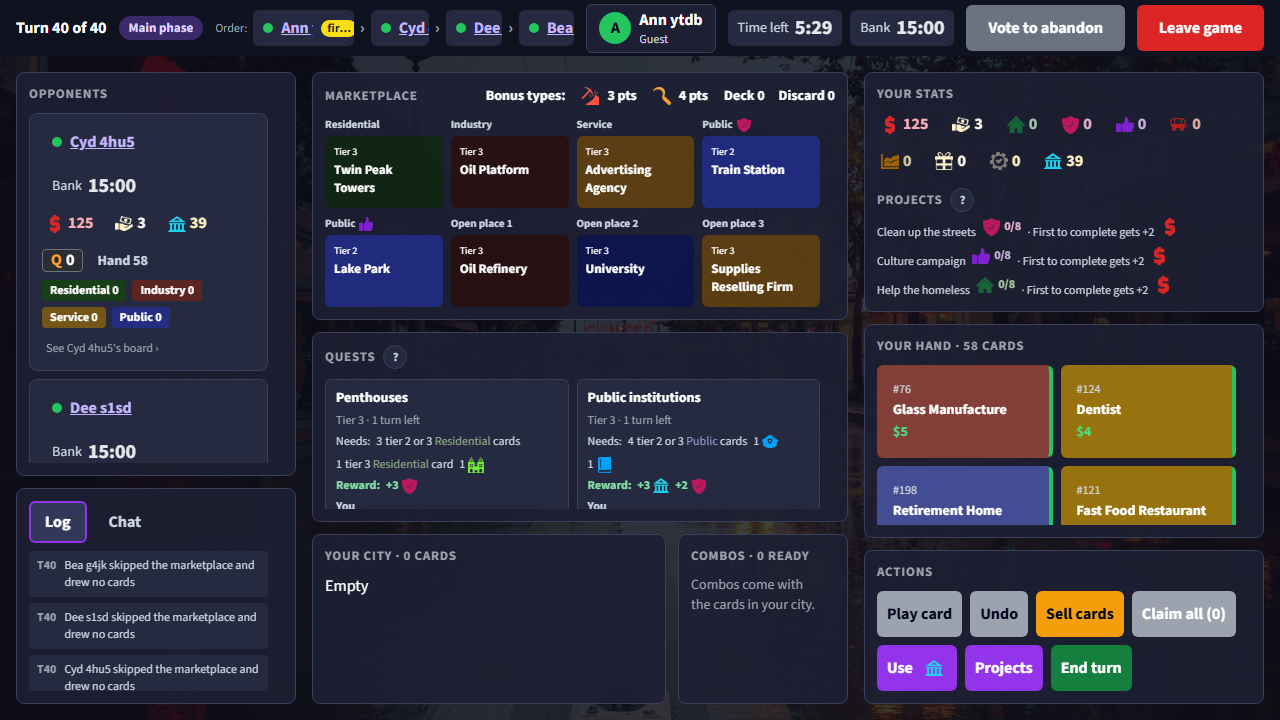 Turn 40 of 40
Main phase
Order:
Ann
fir...
›
Cyd
›
Dee
›
Bea
A
Ann ytdb
Guest
Time left 5:29
Bank 15:00
Vote to abandon
Leave game
OPPONENTS
Cyd 4hu5
Bank 15:00
125 3 39
Q 0 Hand 58
Residential 0 Industry 0
Service 0 Public 0
See Cyd 4hu5's board ›
Dee s1sd
Bank 15:00
Log Chat
T40 Bea g4jk skipped the marketplace and
drew no cards
T40 Dee s1sd skipped the marketplace and
drew no cards
T40 Cyd 4hu5 skipped the marketplace and
drew no cards
MARKETPLACE Bonus types: 3 pts 4 pts Deck 0 Discard 0
Residential Industry Service Public
Tier 3
Twin Peak
Towers
Tier 3
Oil Platform
Tier 3
Advertising
Agency
Tier 2
Train Station
Public Open place 1 Open place 2 Open place 3
Tier 2
Lake Park
Tier 3
Oil Refinery
Tier 3
University
Tier 3
Supplies
Reselling Firm
QUESTS ?
Penthouses
Tier 3 · 1 turn left
Needs: 3 tier 2 or 3 Residential cards
1 tier 3 Residential card 1
Reward: +3
You
Public institutions
Tier 3 · 1 turn left
Needs: 4 tier 2 or 3 Public cards 1
1
Reward: +3 +2
You
YOUR CITY · 0 CARDS
Empty
COMBOS · 0 READY
Combos come with
the cards in your city.
YOUR STATS
125 3 0 0 0 0
0 0 0 39
PROJECTS ?
Clean up the streets 0/8 · First to complete gets +2
Culture campaign 0/8 · First to complete gets +2
Help the homeless 0/8 · First to complete gets +2
YOUR HAND · 58 CARDS
#76
Glass Manufacture
$5
#124
Dentist
$4
#198
Retirement Home
#121
Fast Food Restaurant
ACTIONS
Play card Undo Sell cards Claim all (0)
Use Projects End turn